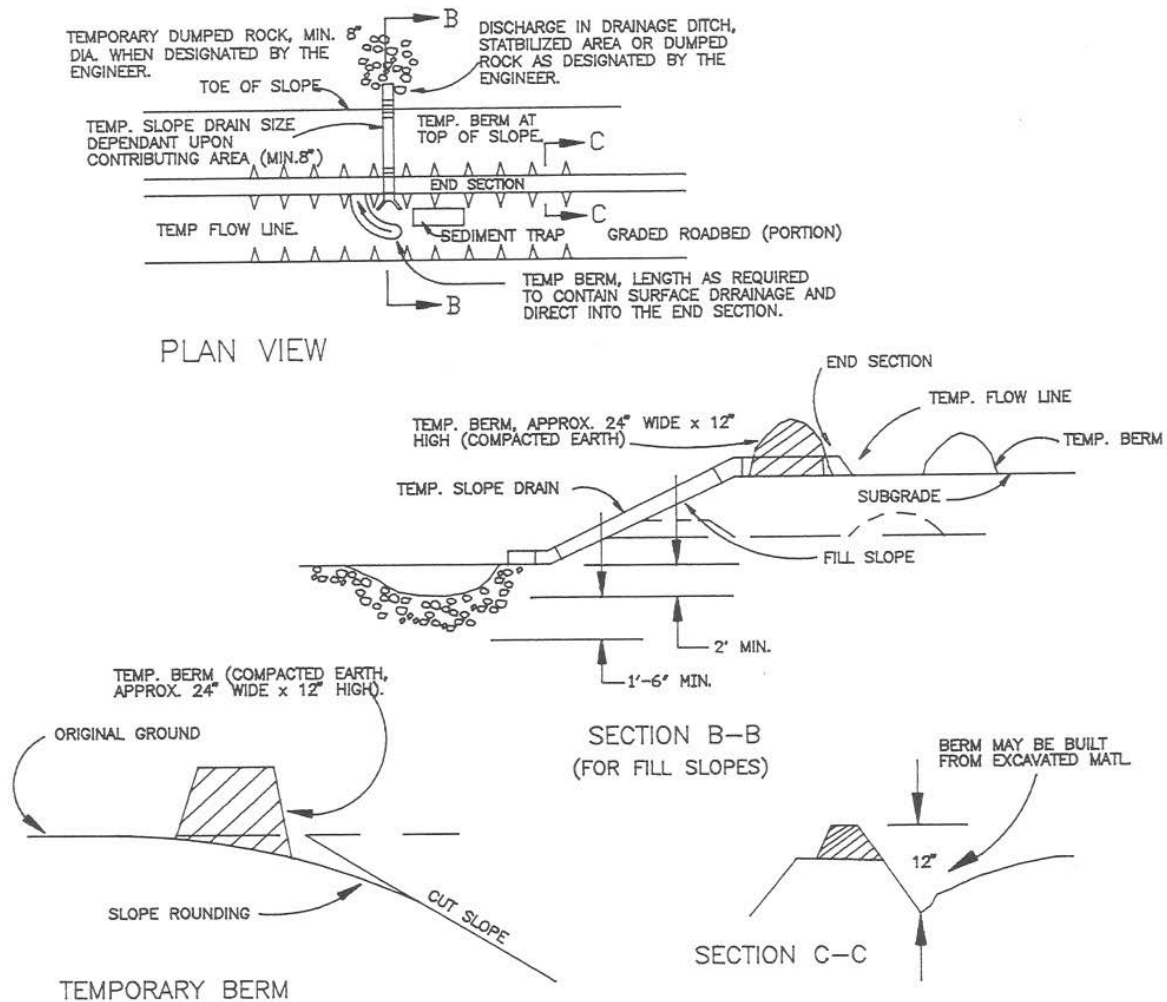 B
TEMPORARY DUMPED ROCK, MIN. 8"
DIA. WHEN DESIGNATED BY THE
ENGINEER.
DISCHARGE IN DRAINAGE DITCH,
STATBILIZED AREA OR DUMPED
ROCK AS DESIGNATED BY THE
ENGINEER.
TOE OF SLOPE
TEMP. SLOPE DRAIN SIZE
DEPENDANT UPON
CONTRIBUTING AREA (MIN.8")
TEMP. BERM AT
TOP OF SLOPE.
C
END SECTION
C
TEMP FLOW LINE.
SEDIMENT TRAP
GRADED ROADBED (PORTION)
B
TEMP BERM, LENGTH AS REQUIRED
TO CONTAIN SURFACE DRRAINAGE AND
DIRECT INTO THE END SECTION.
PLAN VIEW
END SECTION
TEMP. FLOW LINE
TEMP. BERM, APPROX. 24" WIDE x 12"
HIGH (COMPACTED EARTH)
TEMP. BERM
TEMP. SLOPE DRAIN
SUBGRADE
FILL SLOPE
2' MIN.
1'-6" MIN.
SECTION B-B
(FOR FILL SLOPES)
TEMP. BERM (COMPACTED EARTH,
APPROX. 24" WIDE x 12" HIGH).
ORIGINAL GROUND
SLOPE ROUNDING
CUT SLOPE
TEMPORARY BERM
BERM MAY BE BUILT
FROM EXCAVATED MATL.
12"
SECTION C-C